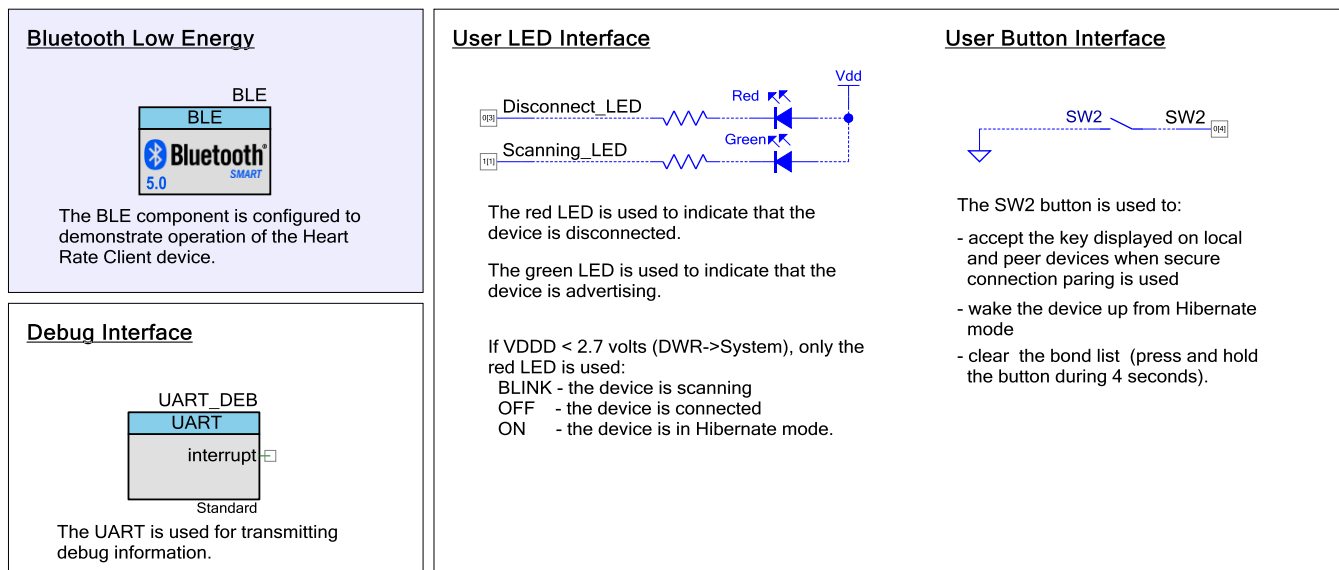 Bluetooth Low Energy
BLE
BLE
Bluetooth®
SMART
5.0
The BLE component is configured to
demonstrate operation of the Heart
Rate Client device.
Debug Interface
UART_DEB
UART
interrupt
Standard
The UART is used for transmitting
debug information.
User LED Interface
Vdd
Red
0[3]
Disconnect_LED
Green
1[1]
Scanning_LED
The red LED is used to indicate that the
device is disconnected.
The green LED is used to indicate that the
device is advertising.
If VDDD < 2.7 volts (DWR->System), only the
red LED is used:
BLINK - the device is scanning
OFF - the device is connected
ON - the device is in Hibernate mode.
User Button Interface
SW2
SW2
0[4]
The SW2 button is used to:
- accept the key displayed on local
and peer devices when secure
connection paring is used
- wake the device up from Hibernate
mode
- clear the bond list (press and hold
the button during 4 seconds).